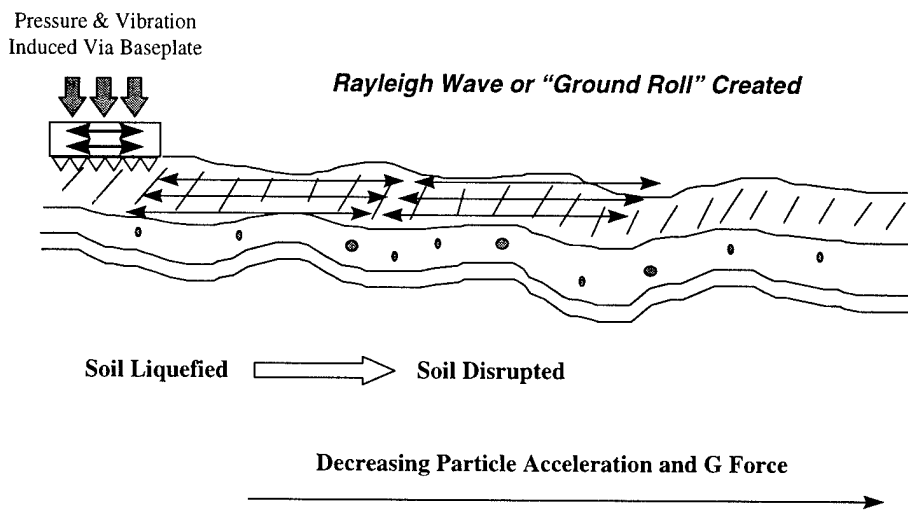 Pressure & Vibration
Induced Via Baseplate
Rayleigh Wave or “Ground Roll” Created
Soil Liquefied
Soil Disrupted
Decreasing Particle Acceleration and G Force